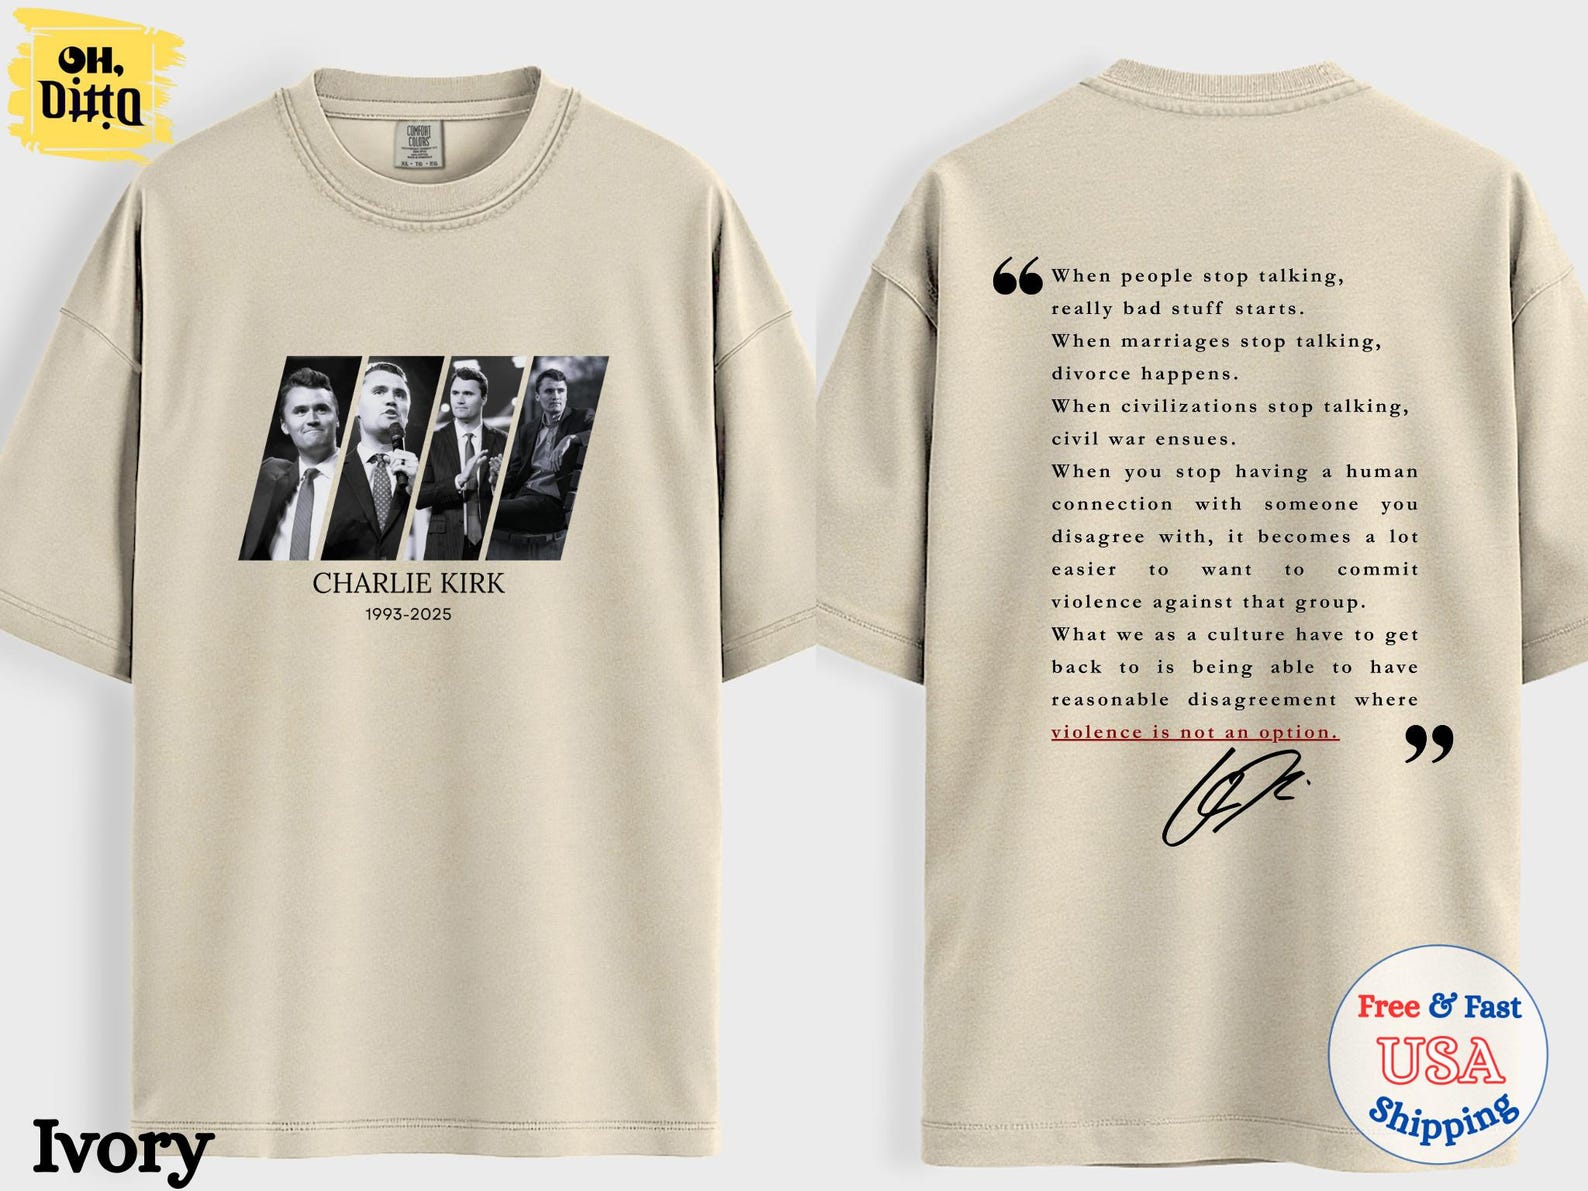 OH,
Ditto
COMFORT
COLORS
CHARLIE KIRK
1993-2025
Ivory
“ When people stop talking,
really bad stuff starts.
When marriages stop talking,
divorce happens.
When civilizations stop talking,
civil war ensues.
When you stop having a human
connection with someone you
disagree with, it becomes a lot
easier to want to commit
violence against that group.
What we as a culture have to get
back to is being able to have
reasonable disagreement where
violence is not an option. ”
Free & Fast
USA
Shipping